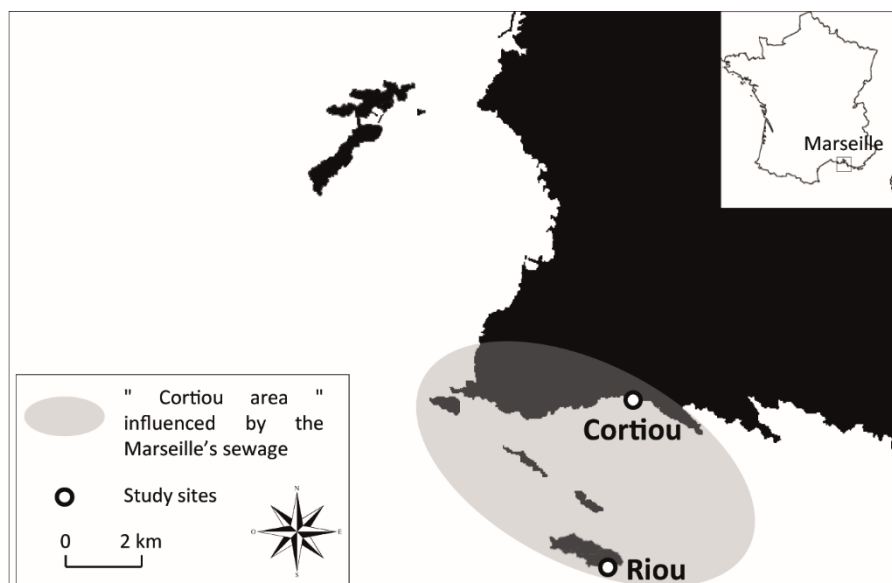 Marseille
" Cortiou area "
influenced by the
Marseille's sewage
Study sites
0 2 km
N
O E
S
Cortiou
Riou